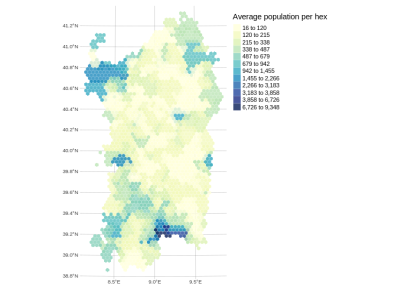 Average population per hex
16 to 120
120 to 215
215 to 338
338 to 487
487 to 679
679 to 942
942 to 1,455
1,455 to 2,266
2,266 to 3,183
3,183 to 3,858
3,858 to 6,726
6,726 to 9,348
41.2°N
41.0°N
40.8°N
40.6°N
40.4°N
40.2°N
40.0°N
39.8°N
39.6°N
39.4°N
39.2°N
39.0°N
38.8°N
8.5°E
9.0°E
9.5°E